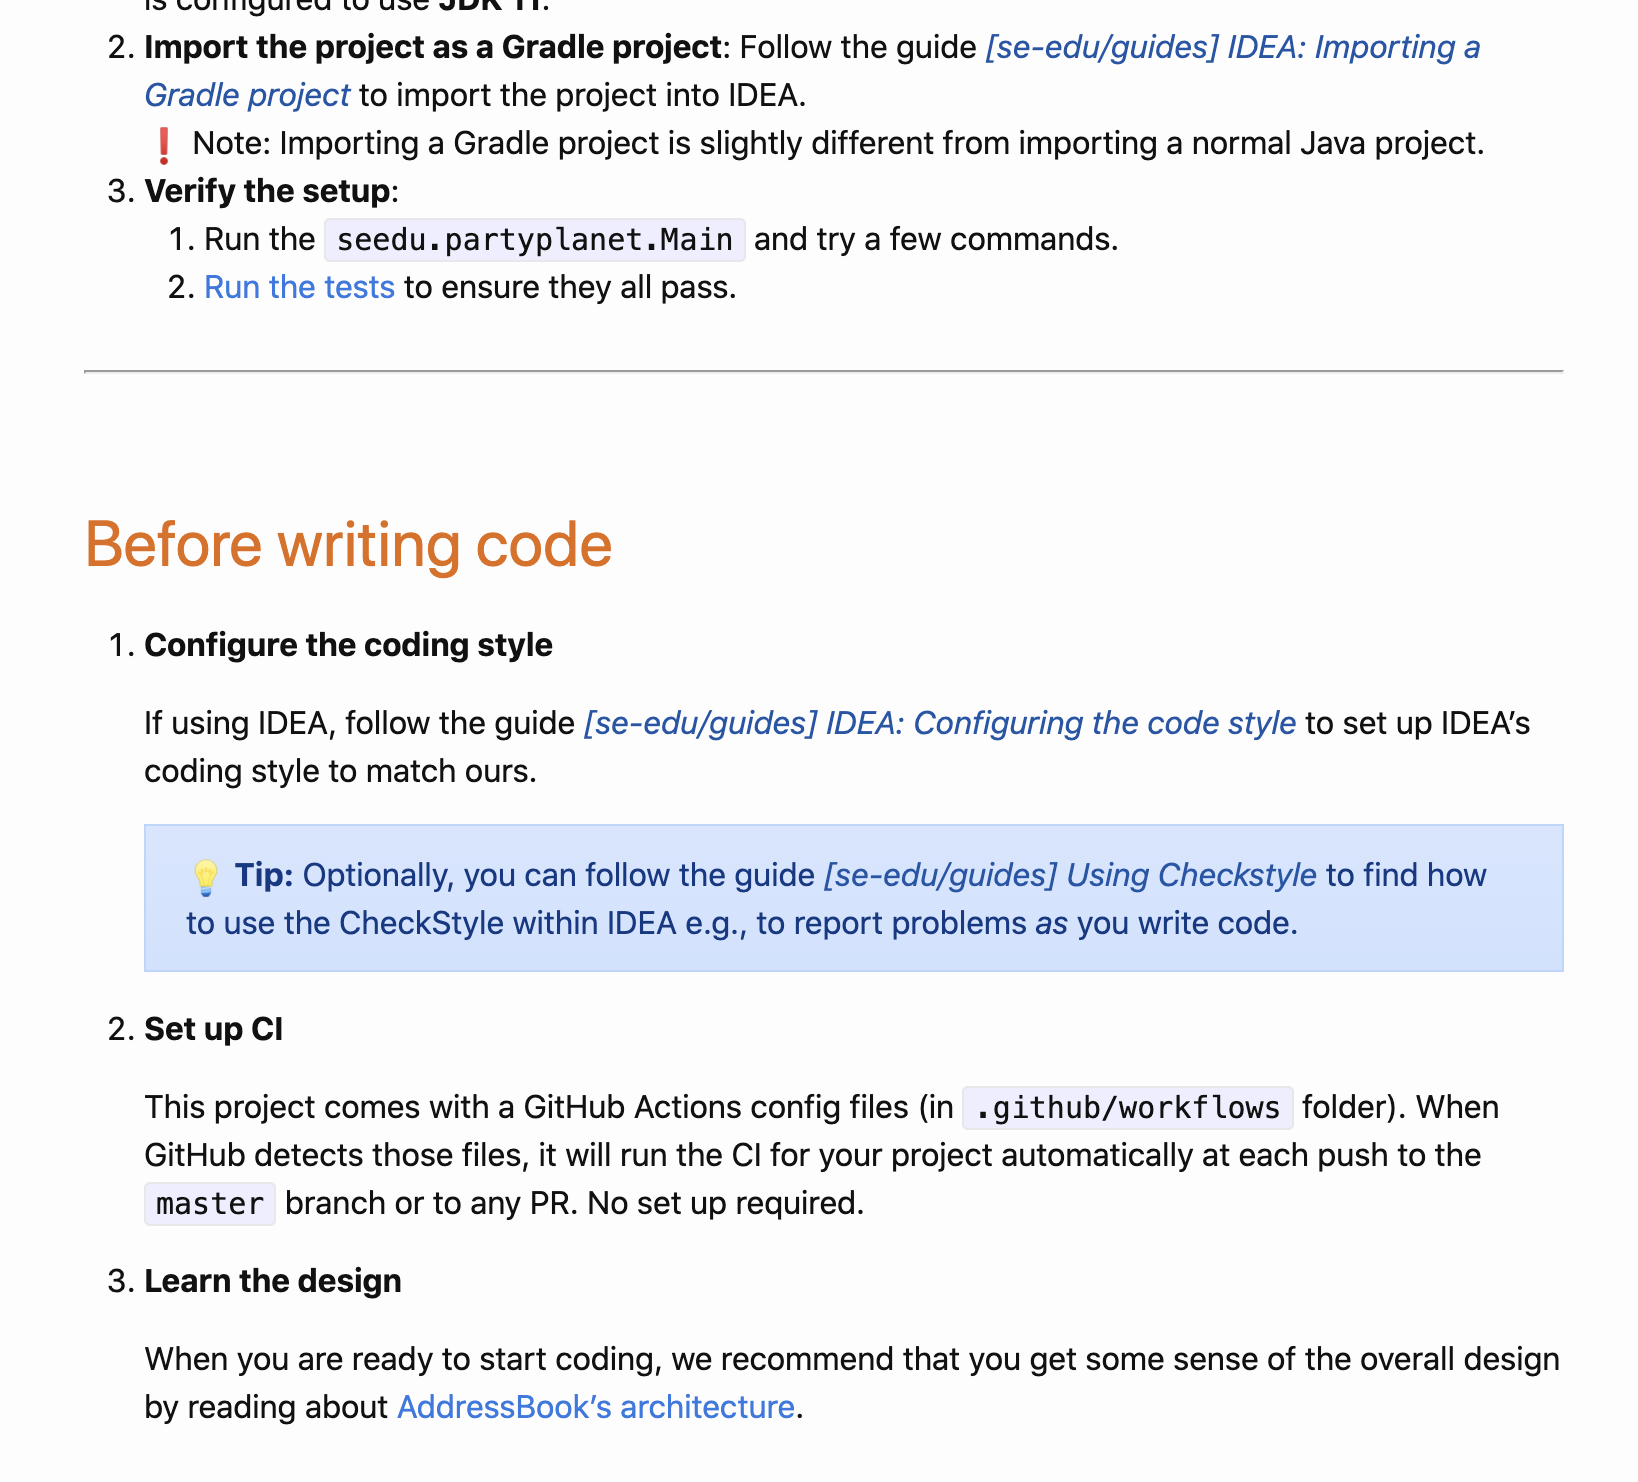 is configured to use JDK 11.
2. Import the project as a Gradle project: Follow the guide [se-edu/guides] IDEA: Importing a
Gradle project to import the project into IDEA.
❗ Note: Importing a Gradle project is slightly different from importing a normal Java project.
3. Verify the setup:
1. Run the seedu.partyplanet.Main and try a few commands.
2. Run the tests to ensure they all pass.
Before writing code
1. Configure the coding style
If using IDEA, follow the guide [se-edu/guides] IDEA: Configuring the code style to set up IDEA’s
coding style to match ours.
💡 Tip: Optionally, you can follow the guide [se-edu/guides] Using Checkstyle to find how
to use the CheckStyle within IDEA e.g., to report problems as you write code.
2. Set up CI
This project comes with a GitHub Actions config files (in .github/workflows folder). When
GitHub detects those files, it will run the CI for your project automatically at each push to the
master branch or to any PR. No set up required.
3. Learn the design
When you are ready to start coding, we recommend that you get some sense of the overall design
by reading about AddressBook’s architecture.